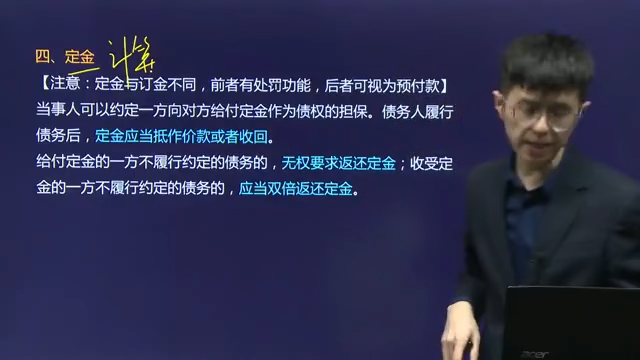 四、定金 计算
【注意：定金与订金不同，前者有处罚功能，后者可视为预付款】
当事人可以约定一方向对方给付定金作为债权的担保。债务人履行
债务后，定金应当抵作价款或者收回。
给付定金的一方不履行约定的债务的，无权要求返还定金；收受定
金的一方不履行约定的债务的，应当双倍返还定金。
acer